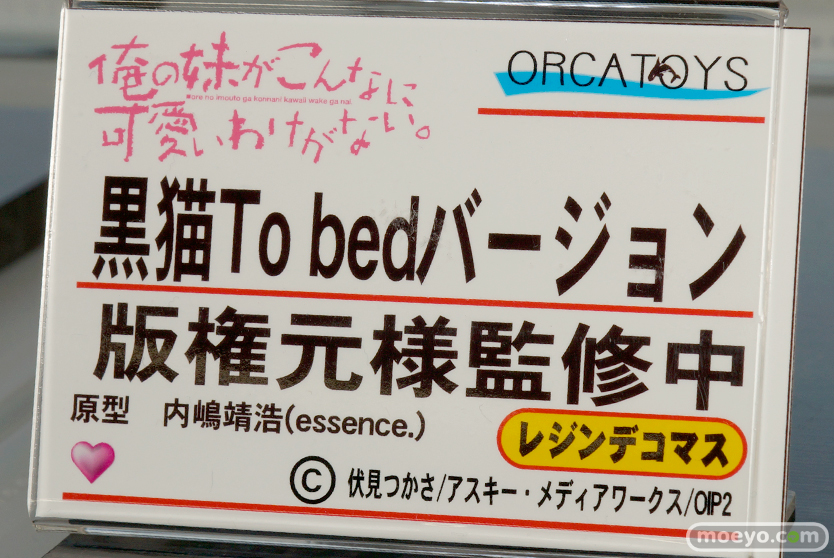 俺の妹がこんなに
ore no imouto ga konnani kawaii wake ga nai
可愛いわけがない。
ORCATOYS
黒猫To bedバージョン
版権元様監修中
原型 内嶋靖浩(essence.)
レジンデコマス
©伏見つかさ/アスキー・メディアワークス/OIP2
moeyo.com